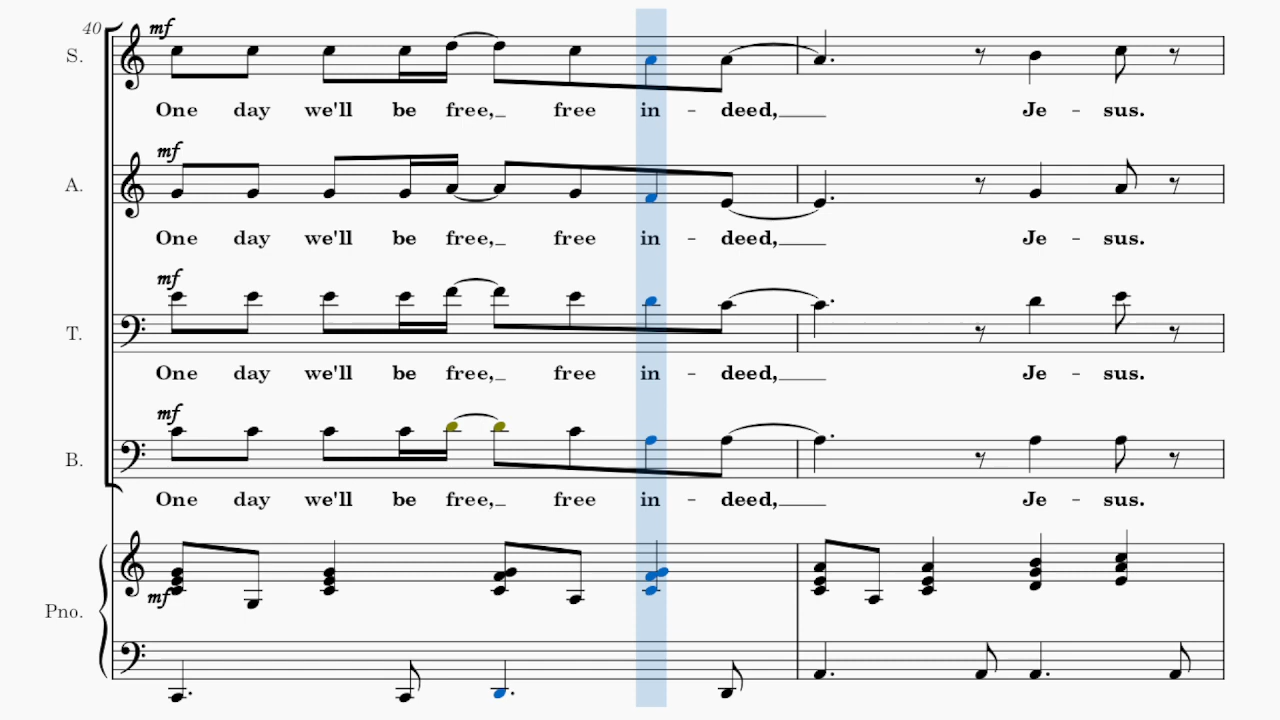 40 mf
S.
One day we'll be free,_ free in - deed,___ Je - sus.
mf
A.
One day we'll be free,_ free in - deed,___ Je - sus.
mf
T.
One day we'll be free,_ free in - deed,___ Je - sus.
mf
B.
One day we'll be free,_ free in - deed,___ Je - sus.
mf
Pno.